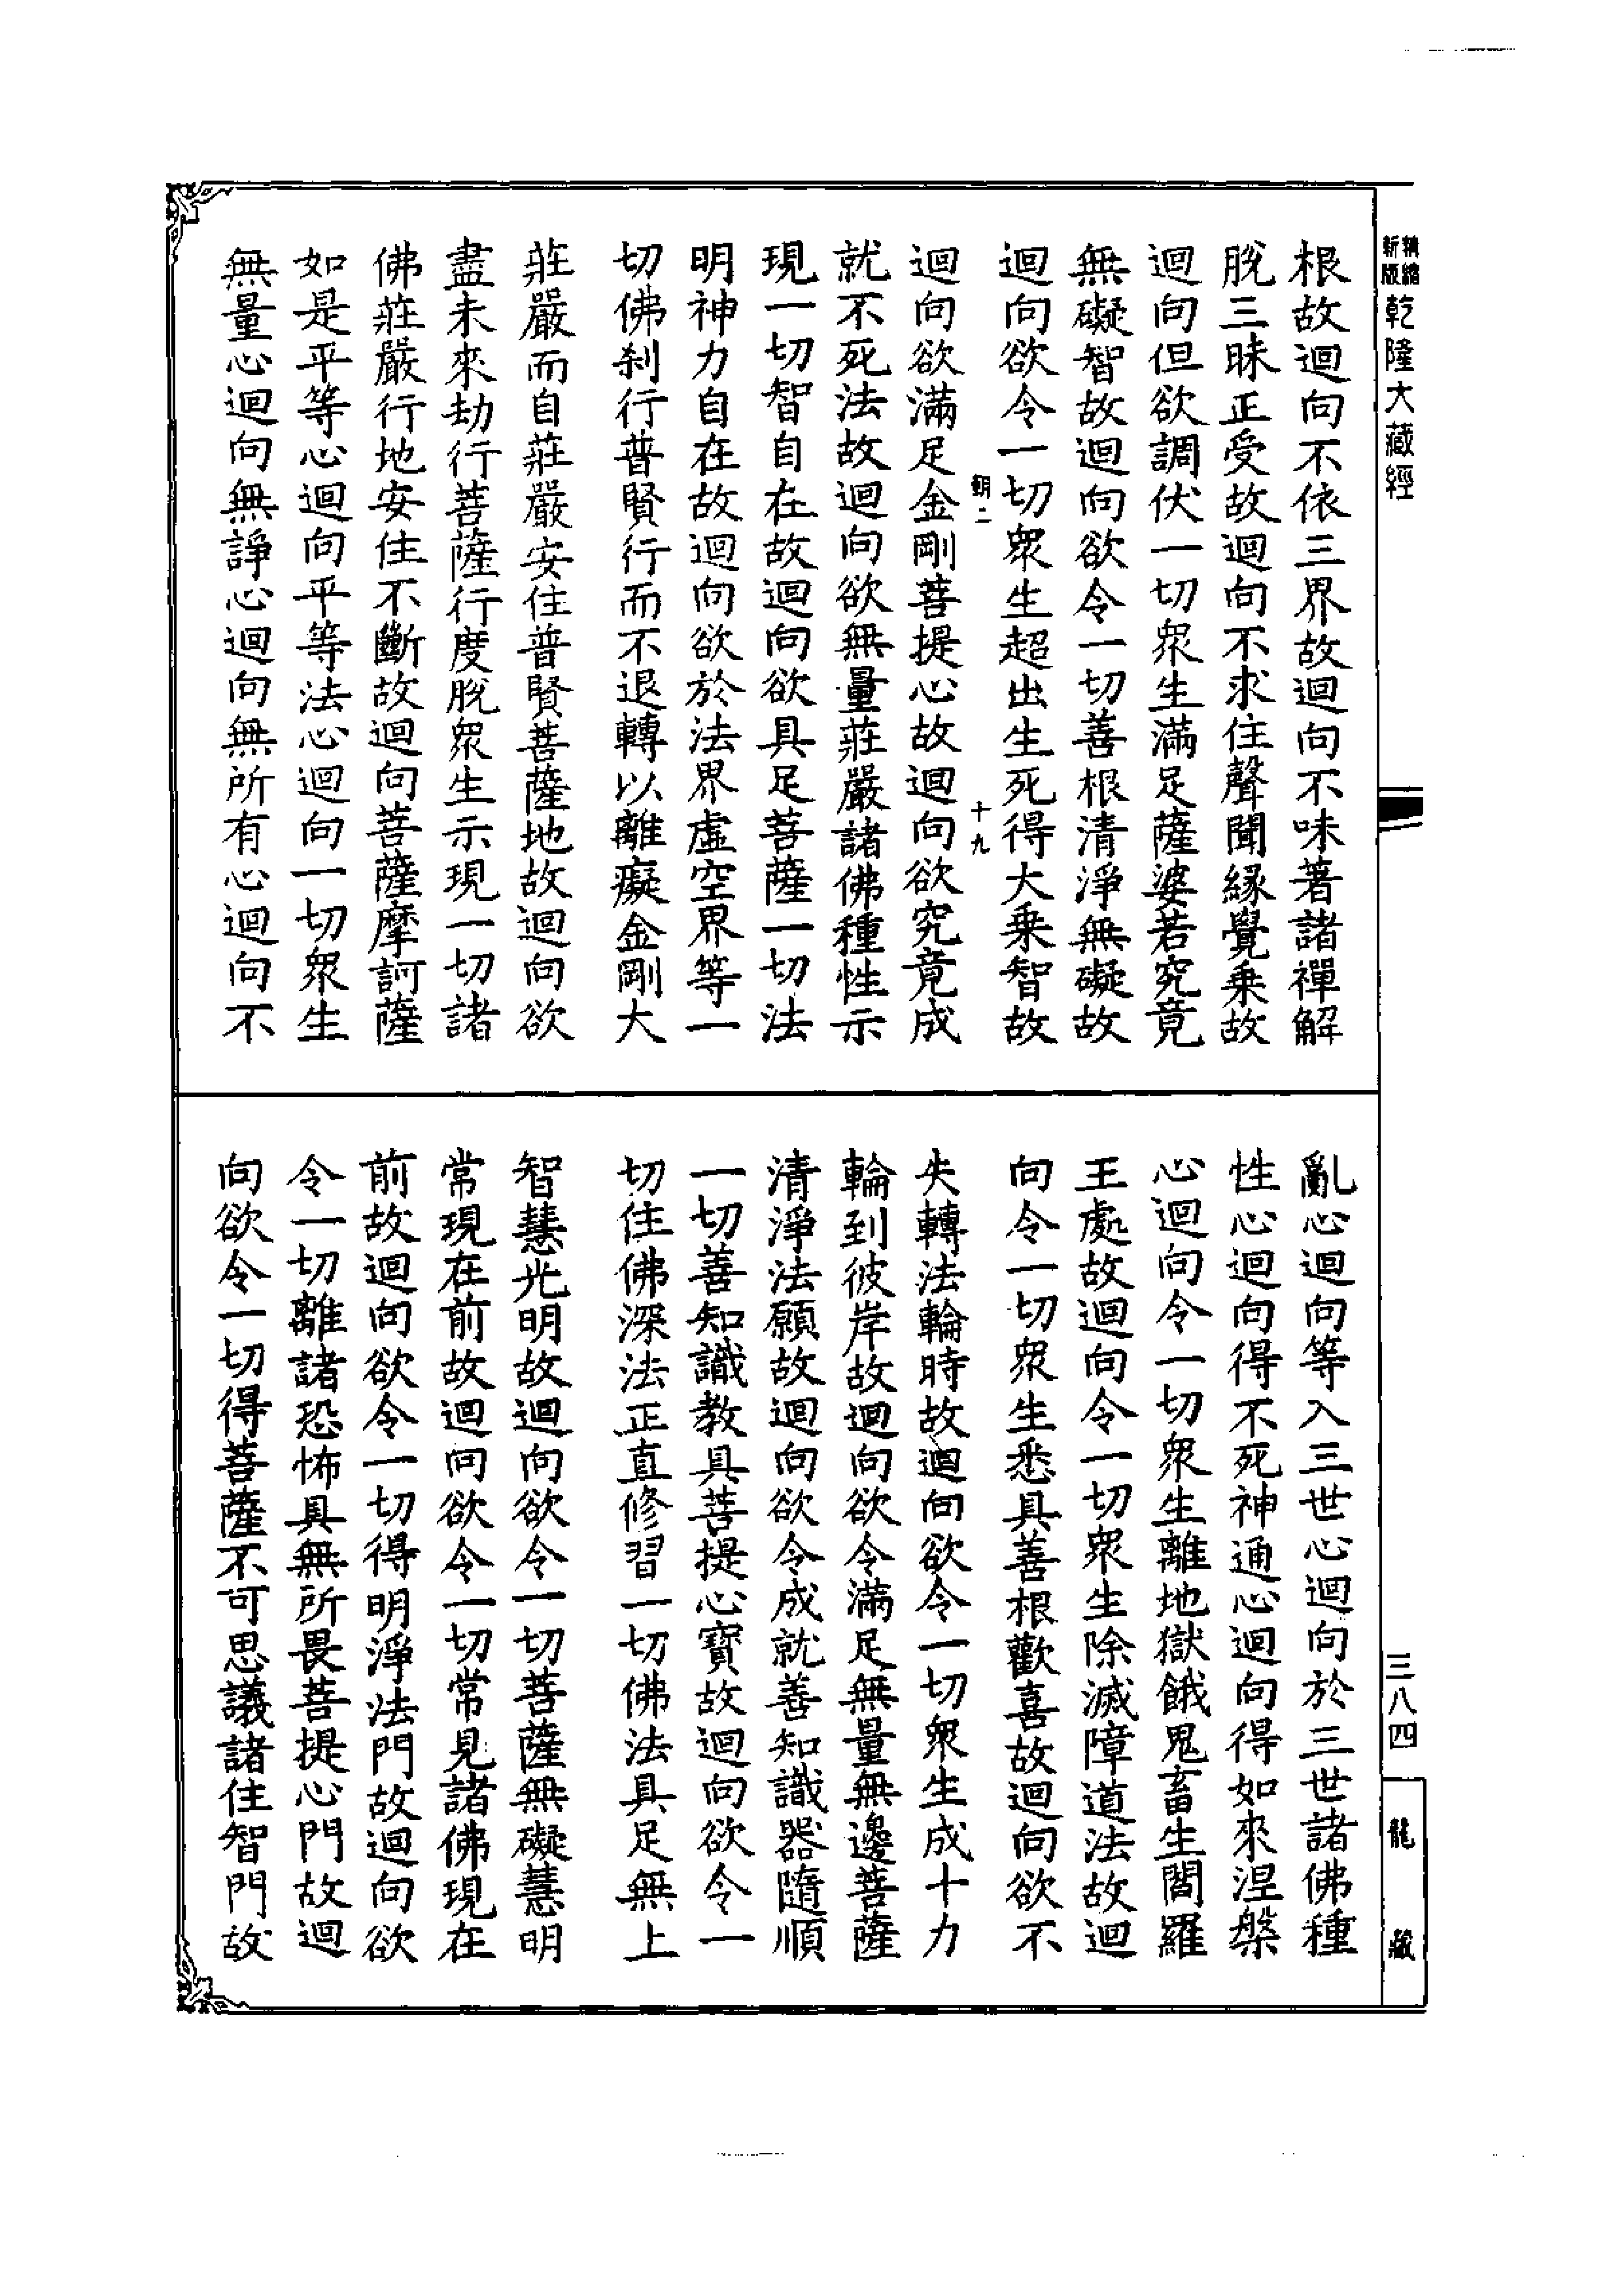 精縮
新版
乾隆大藏經
根故迴向不依三界故迴向不味著諸禪解
脫三昧正受故迴向不求住聲聞緣覺乘故
迴向但欲調伏一切眾生滿足薩婆若究竟
無礙智故迴向欲令一切善根清淨無礙故
迴向欲令一切眾生超出生死得大乘智故
朝二
十九
迴向欲滿足金剛菩提心故迴向欲究竟成
就不死法故迴向欲無量莊嚴諸佛種性示
現一切智自在故迴向欲具足菩薩一切法
明神力自在故迴向欲於法界虛空界等一
切佛剎行普賢行而不退轉以離癡金剛大
莊嚴而自莊嚴安住普賢菩薩地故迴向欲
盡未來劫行菩薩行度脫眾生示現一切諸
佛莊嚴行地安住不斷故迴向菩薩摩訶薩
如是平等心迴向平等法心迴向一切眾生
無量心迴向無諍心迴向無所有心迴向不
亂心迴向等入三世心迴向於三世諸佛種
性心迴向得不死神通心迴向得如來涅槃
心迴向令一切眾生離地獄餓鬼畜生閻羅
王處故迴向令一切眾生除滅障道法故迴
向令一切眾生悉具善根歡喜故迴向欲不
失轉法輪時故迴向欲令一切眾生成十力
輪到彼岸故迴向欲令滿足無量無邊菩薩
清淨法願故迴向欲令成就善知識器隨順
一切善知識教具菩提心寶故迴向欲令一
切住佛深法正直修習一切佛法具足無上
智慧光明故迴向欲令一切菩薩無礙慧明
常現在前故迴向欲令一切常見諸佛現在
前故迴向欲令一切得明淨法門故迴向欲
令一切離諸恐怖具無所畏菩提心門故迴
向欲令一切得菩薩不可思議諸住智門故
三八四
龍藏